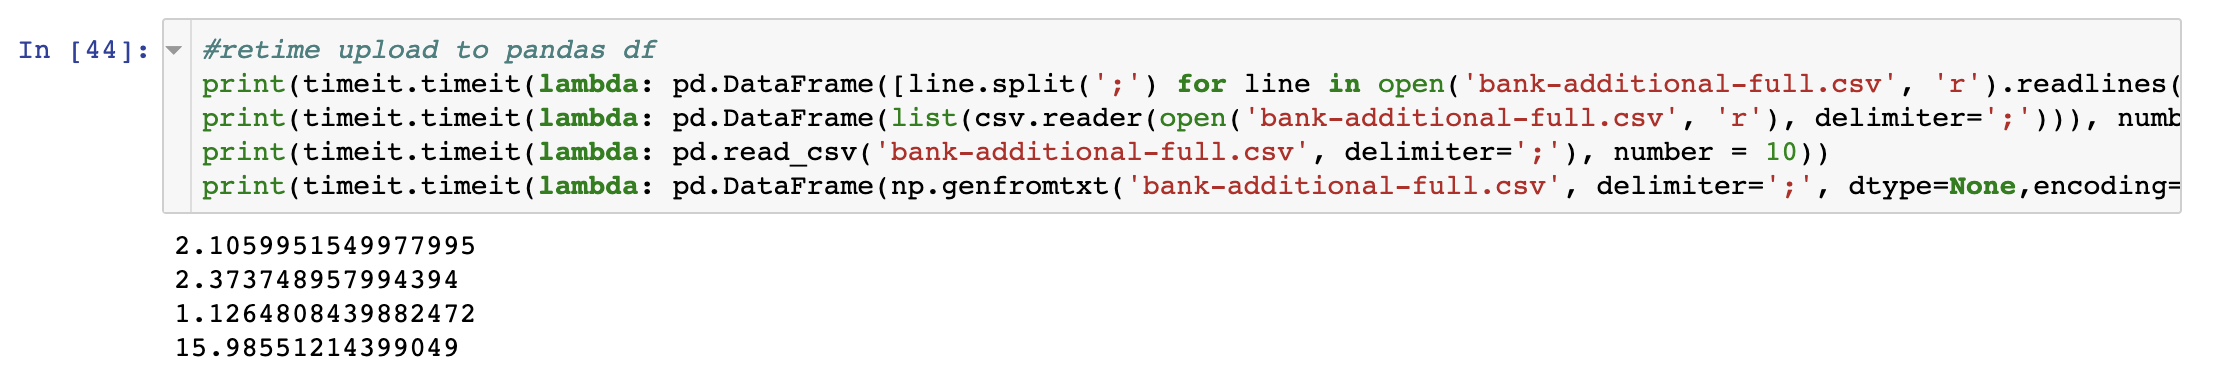 In [44]:
#retime upload to pandas df
print(timeit.timeit(lambda: pd.DataFrame([line.split(';') for line in open('bank-additional-full.csv', 'r').readlines(
print(timeit.timeit(lambda: pd.DataFrame(list(csv.reader(open('bank-additional-full.csv', 'r'), delimiter=';'))), numb
print(timeit.timeit(lambda: pd.read_csv('bank-additional-full.csv', delimiter=';'), number = 10))
print(timeit.timeit(lambda: pd.DataFrame(np.genfromtxt('bank-additional-full.csv', delimiter=';', dtype=None,encoding=
2.1059951549977995
2.373748957994394
1.1264808439882472
15.98551214399049